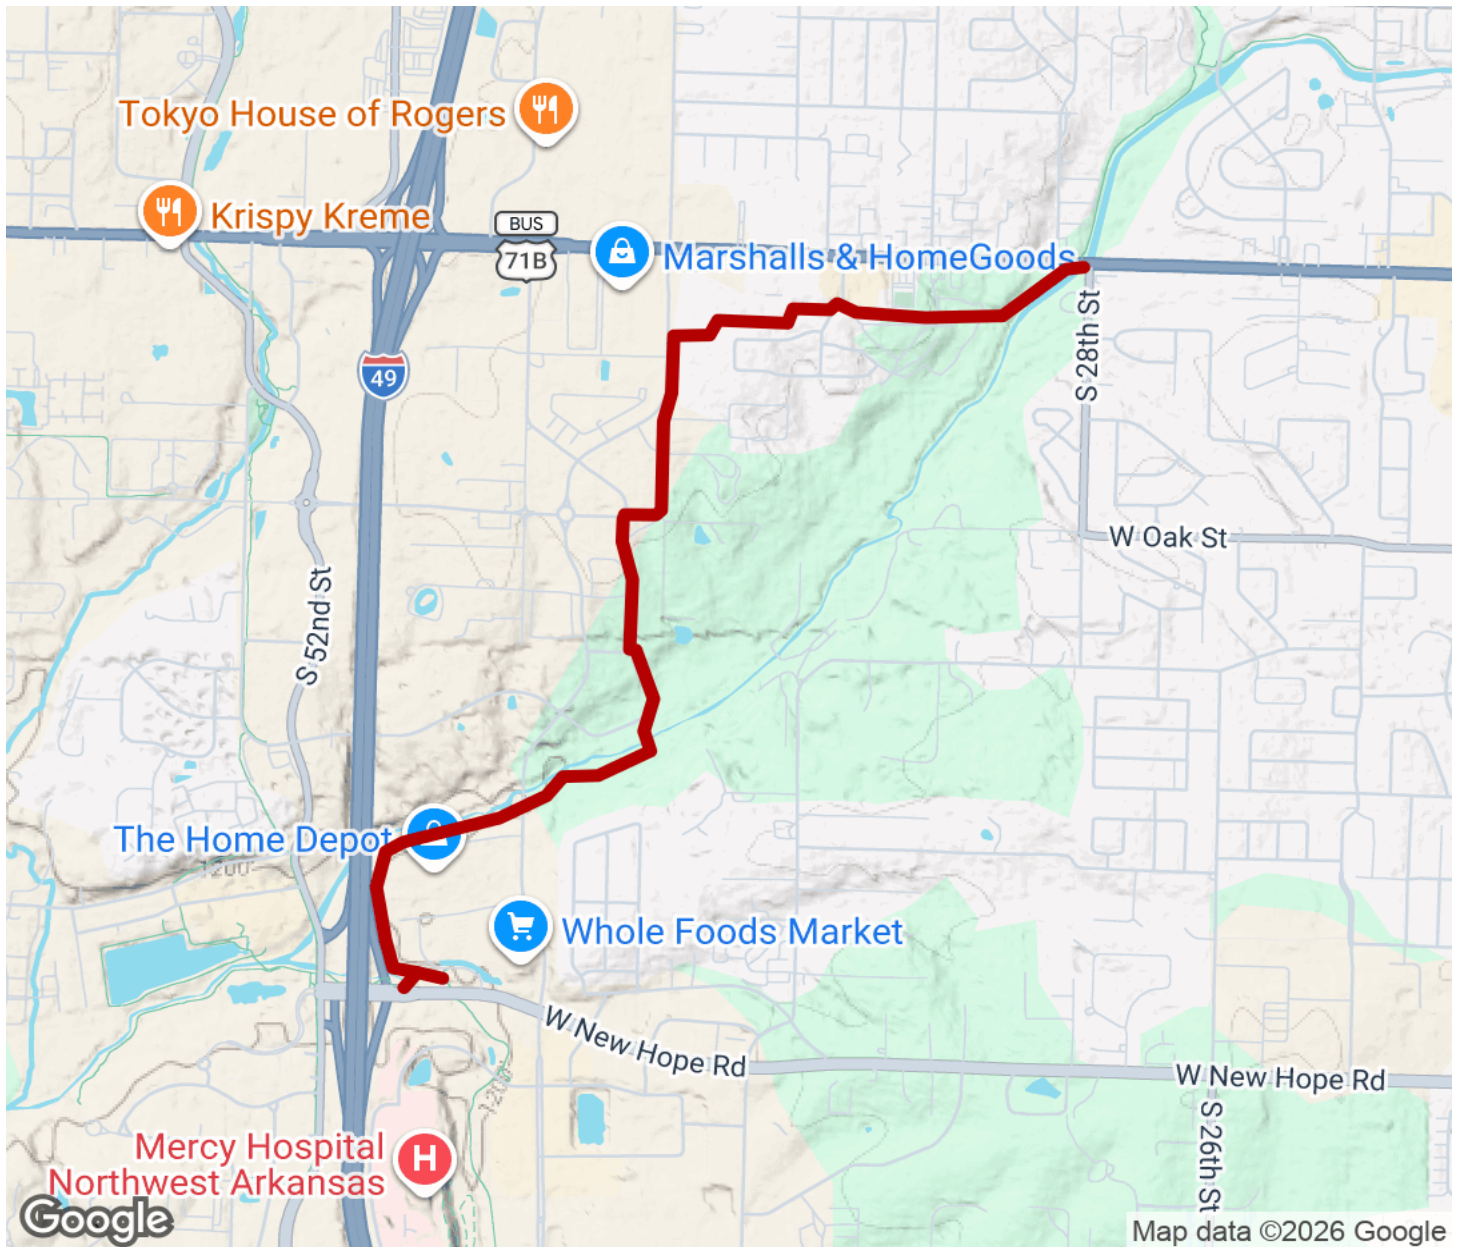 Tokyo House of Rogers
Krispy Kreme
BUS
71B
Marshalls & HomeGoods
S 28th St
49
W Oak St
S 52nd St
The Home Depot
1200
Whole Foods Market
W New Hope Rd
W New Hope Rd
1200
S 26th St
H
Mercy Hospital
Northwest Arkansas
Google
Map data ©2026 Google